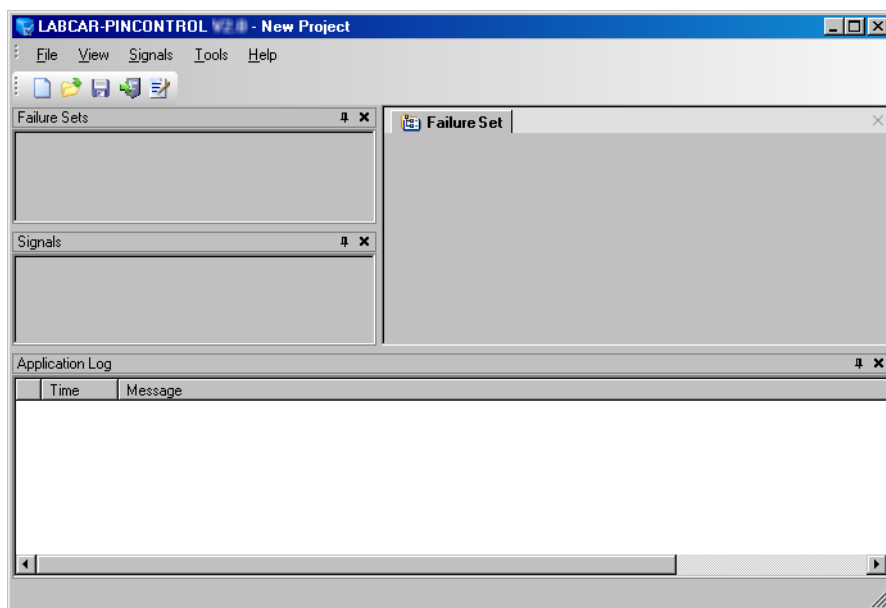 LABCAR-PINCONTROL - New Project
File View Signals Tools Help
Failure Sets
Failure Set
Signals
Application Log
Time Message